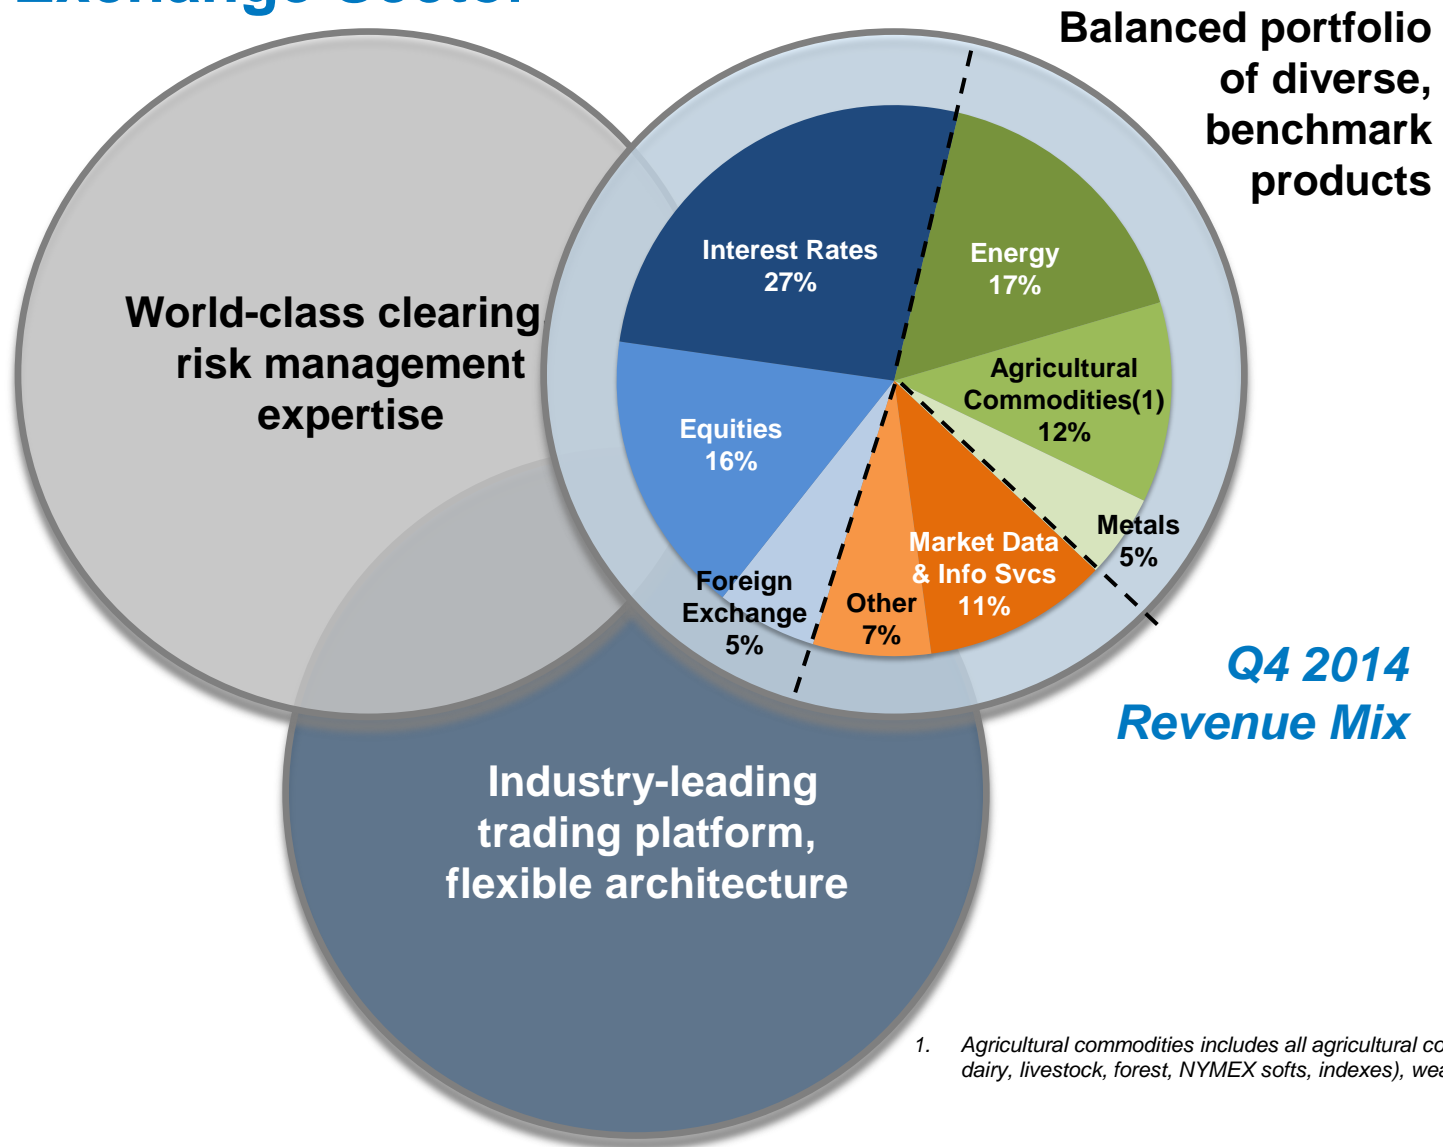 Exchange Sector
Balanced portfolio
of diverse,
benchmark
products
World-class clearing
risk management
expertise
Interest Rates
27%
Energy
17%
Agricultural
Commodities(1)
12%
Equities
16%
Metals
5%
Market Data
& Info Svcs
11%
Foreign
Exchange
5%
Other
7%
Q4 2014
Revenue Mix
Industry-leading
trading platform,
flexible architecture
1. Agricultural commodities includes all agricultural
dairy, livestock, forest, NYMEX softs, indexes),